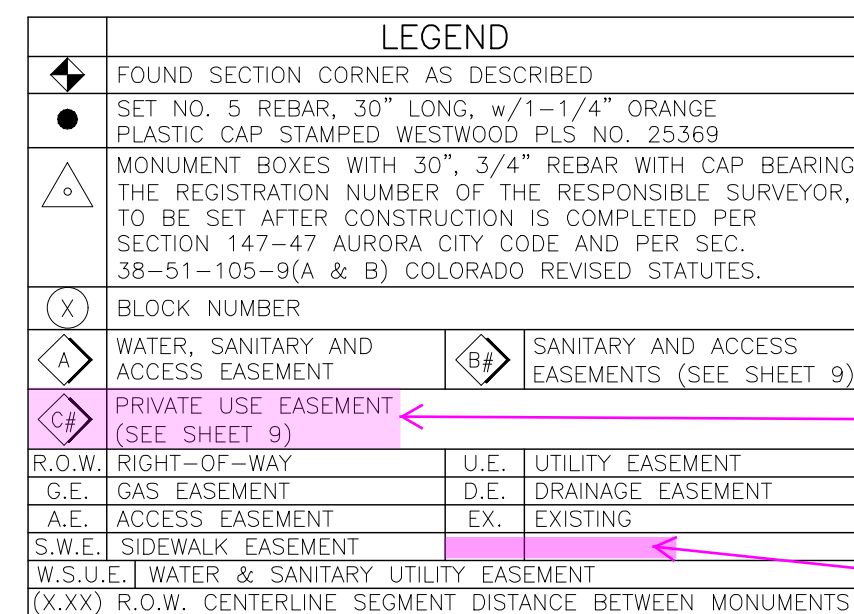 LEGEND
FOUND SECTION CORNER AS DESCRIBED
SET NO. 5 REBAR, 30" LONG, w/1-1/4" ORANGE
PLASTIC CAP STAMPED WESTWOOD PLS NO. 25369
MONUMENT BOXES WITH 30", 3/4" REBAR WITH CAP BEARING
THE REGISTRATION NUMBER OF THE RESPONSIBLE SURVEYOR,
TO BE SET AFTER CONSTRUCTION IS COMPLETED PER
SECTION 147-47 AURORA CITY CODE AND PER SEC.
38-51-105-9(A & B) COLORADO REVISED STATUTES.
X BLOCK NUMBER
A WATER, SANITARY AND
ACCESS EASEMENT
B# SANITARY AND ACCESS
EASEMENTS (SEE SHEET 9)
C# PRIVATE USE EASEMENT
(SEE SHEET 9)
R.O.W. RIGHT-OF-WAY U.E. UTILITY EASEMENT
G.E. GAS EASEMENT D.E. DRAINAGE EASEMENT
A.E. ACCESS EASEMENT EX. EXISTING
S.W.E. SIDEWALK EASEMENT
W.S.U.E. WATER & SANITARY UTILITY EASEMENT
(X.XX) R.O.W. CENTERLINE SEGMENT DISTANCE BETWEEN MONUMENTS